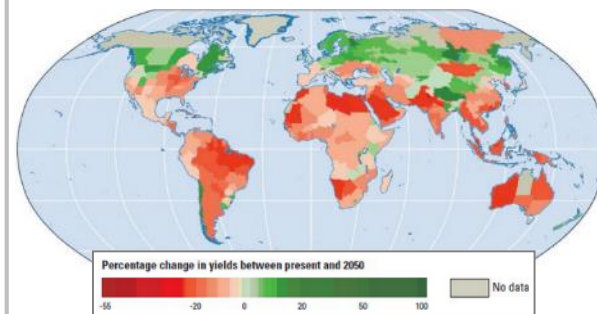 Percentage change in yields between present and 2050
No data
-55 -20 0 20 50 100